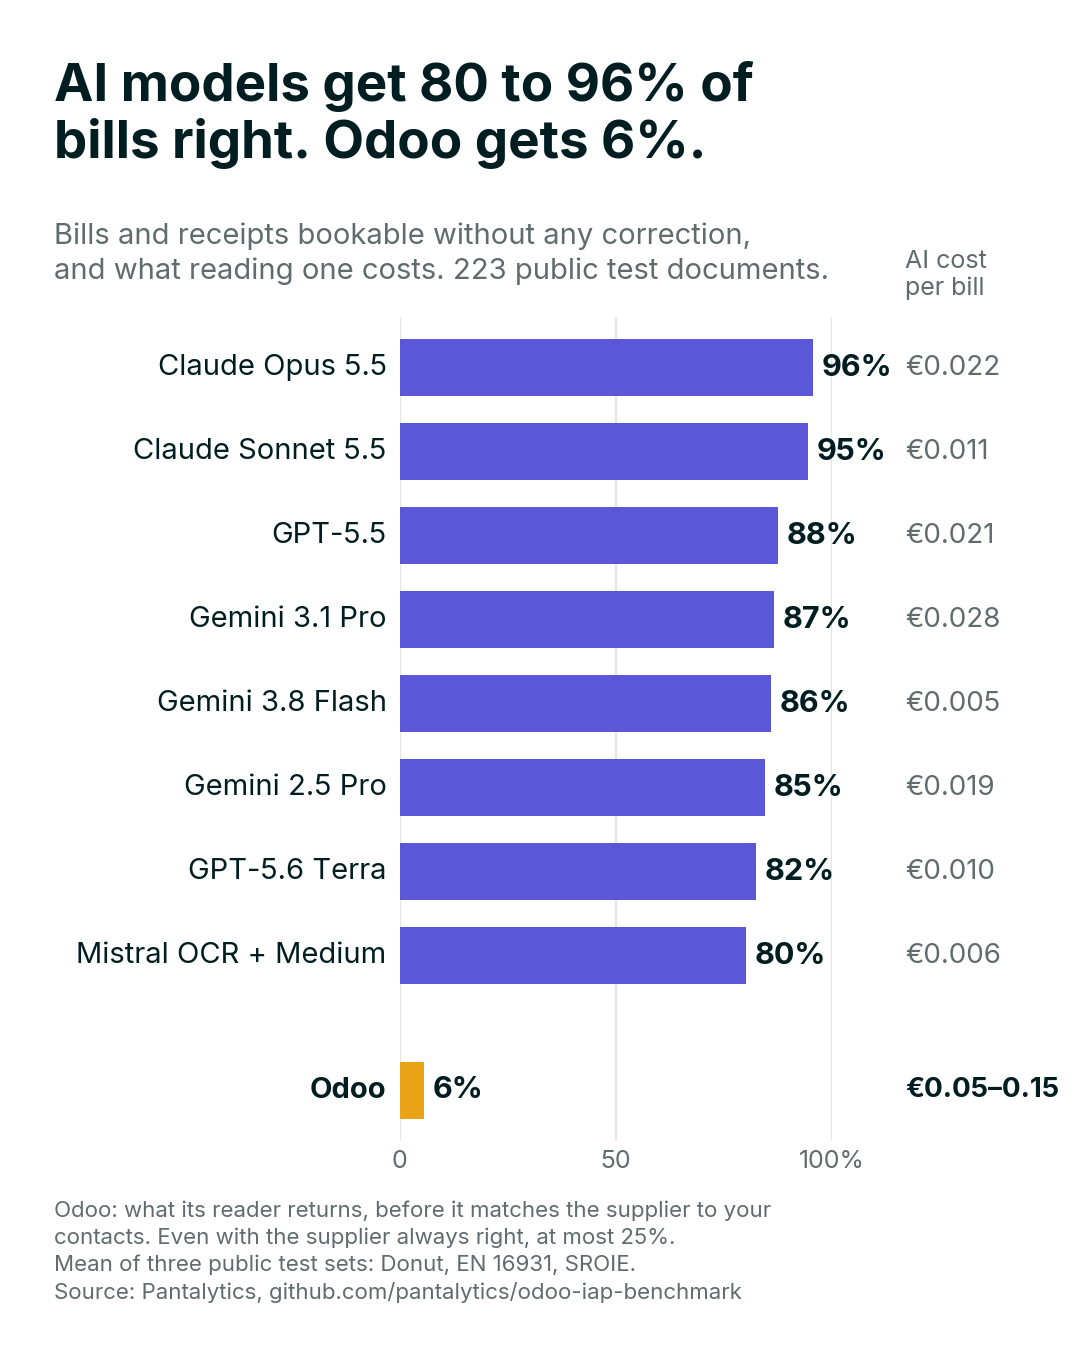 AI models get 80 to 96% of
bills right. Odoo gets 6%.
Bills and receipts bookable without any correction,
and what reading one costs. 223 public test documents.
AI cost
per bill
Claude Opus 5.5 96% €0.022
Claude Sonnet 5.5 95% €0.011
GPT-5.5 88% €0.021
Gemini 3.1 Pro 87% €0.028
Gemini 3.8 Flash 86% €0.005
Gemini 2.5 Pro 85% €0.019
GPT-5.6 Terra 82% €0.010
Mistral OCR + Medium 80% €0.006
Odoo 6% €0.05–0.15
0 50 100%
Odoo: what its reader returns, before it matches the supplier to your
contacts. Even with the supplier always right, at most 25%.
Mean of three public test sets: Donut, EN 16931, SROIE.
Source: Pantalytics, github.com/pantalytics/odoo-iap-benchmark